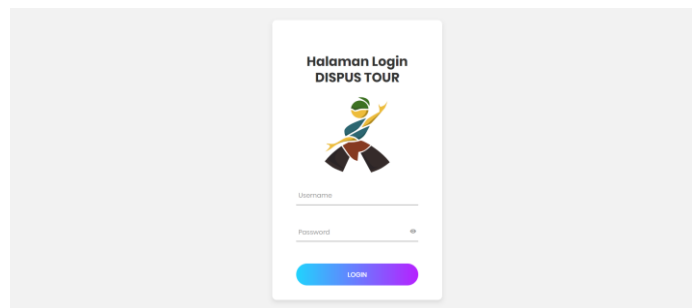 Halaman Login
DISPUS TOUR
Username
Password
LOGIN